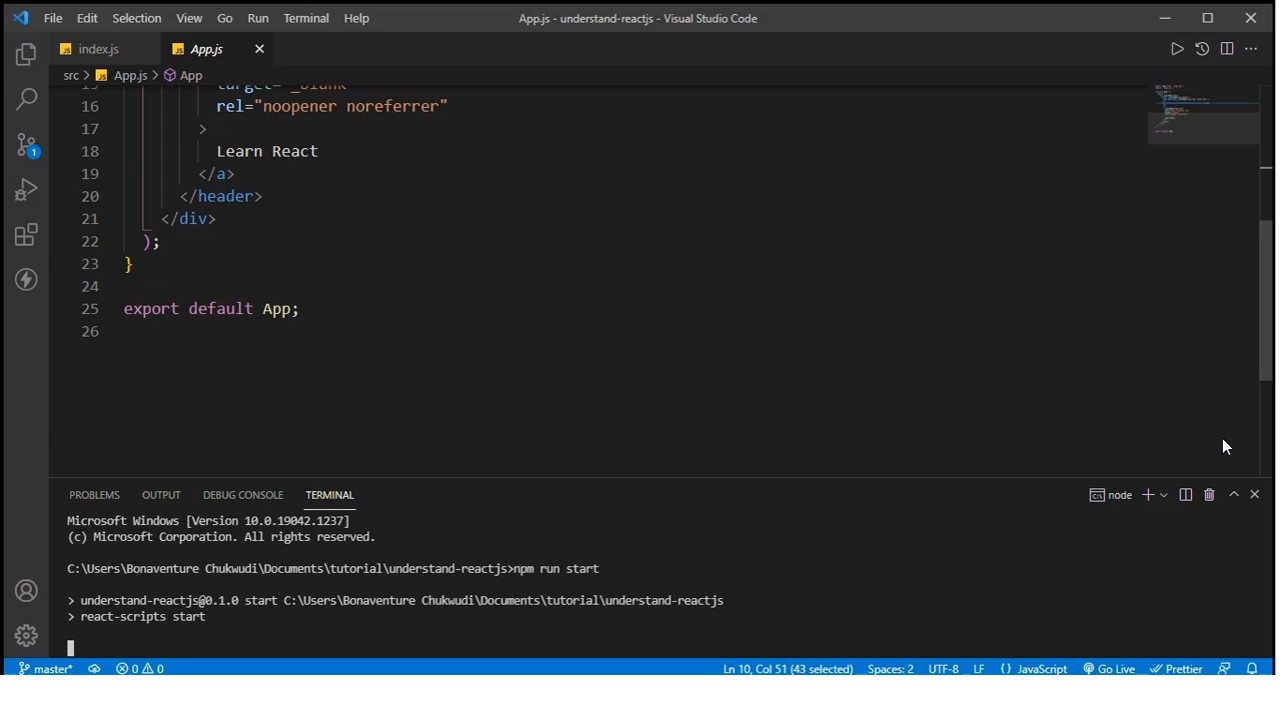 File Edit Selection View Go Run Terminal Help App.js - understand-reactjs - Visual Studio Code
JS index.js JS App.js
src > JS App.js > App
16 rel="noopener noreferrer"
17 >
18 Learn React
19 </a>
20 </header>
21 </div>
22 );
23 }
24
25 export default App;
26
1
PROBLEMS OUTPUT DEBUG CONSOLE TERMINAL node
Microsoft Windows [Version 10.0.19042.1237]
(c) Microsoft Corporation. All rights reserved.
C:\Users\Bonaventure Chukwudi\Documents\tutorial\understand-reactjs>npm run start
> understand-reactjs@0.1.0 start C:\Users\Bonaventure Chukwudi\Documents\tutorial\understand-reactjs
> react-scripts start
master* 0 0 Ln 10, Col 51 (43 selected) Spaces: 2 UTF-8 LF {} JavaScript Go Live Prettier